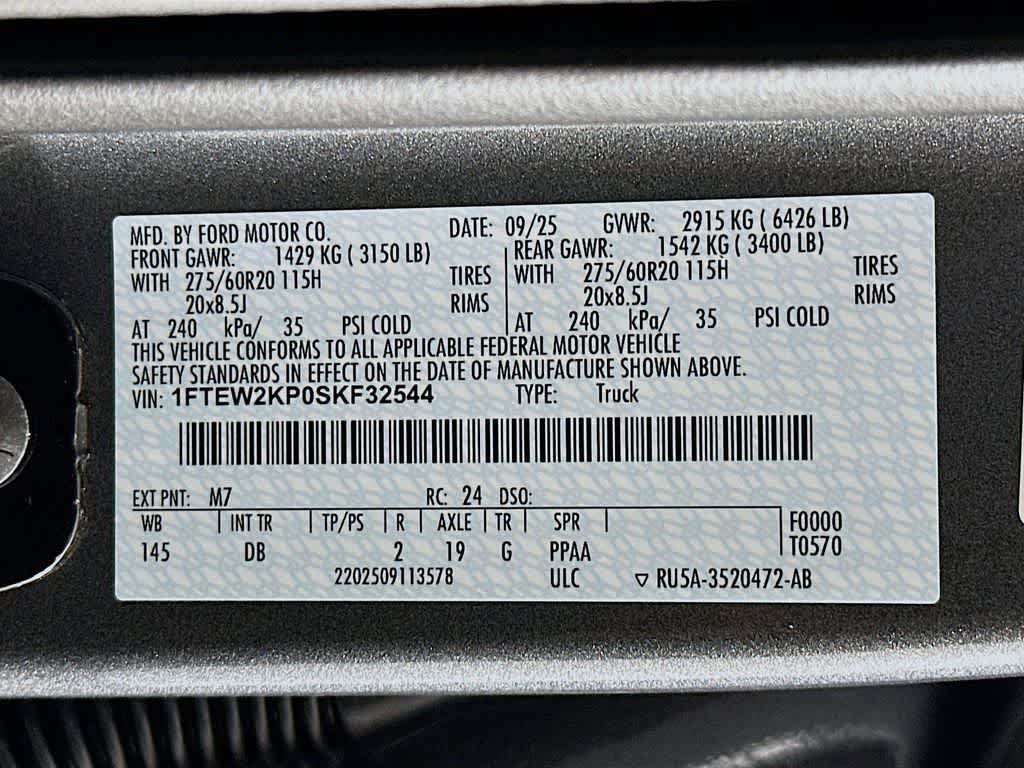 MFD. BY FORD MOTOR CO. DATE: 09/25 GVWR: 2915 KG ( 6426 LB)
FRONT GAWR: 1429 KG ( 3150 LB) REAR GAWR: 1542 KG ( 3400 LB)
WITH 275/60R20 115H TIRES WITH 275/60R20 115H TIRES
20x8.5J RIMS 20x8.5J RIMS
AT 240 kPa/ 35 PSI COLD AT 240 kPa/ 35 PSI COLD
THIS VEHICLE CONFORMS TO ALL APPLICABLE FEDERAL MOTOR VEHICLE
SAFETY STANDARDS IN EFFECT ON THE DATE OF MANUFACTURE SHOWN ABOVE.
VIN: 1FTEW2KP0SKF32544 TYPE: Truck
EXT PNT: M7 RC: 24 DSO:
WB INT TR TP/PS R AXLE TR SPR F0000
145 DB 2 19 G PPAA T0570
2202509113578 ULC ▽ RU5A-3520472-AB